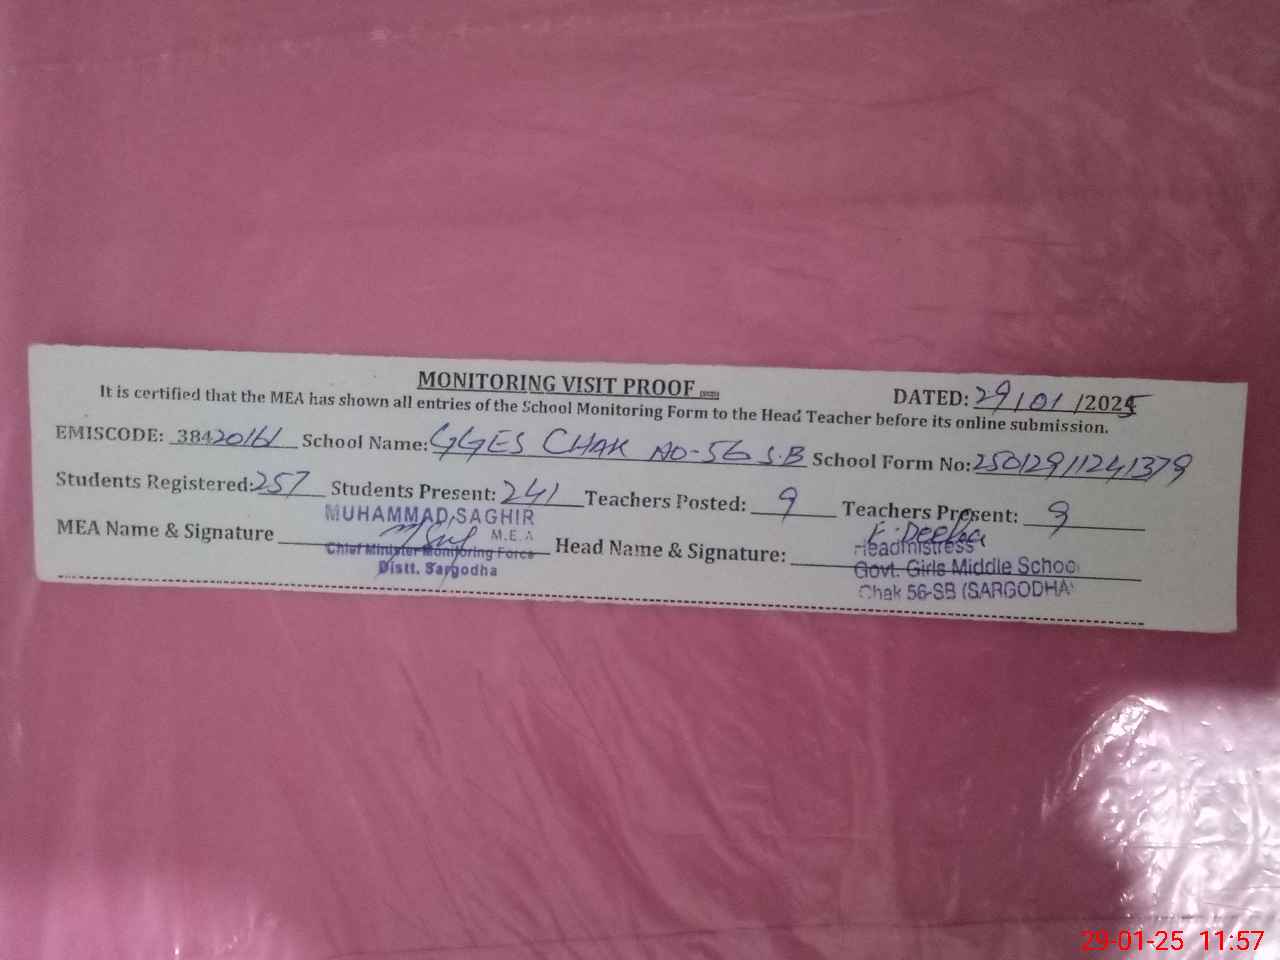 MONITORING VISIT PROOF
DATED: 29/01/2025
It is certified that the MEA has shown all entries of the School Monitoring Form to the Head Teacher before its online submission.
EMISCODE: 38420161 School Name: GGES CHAK NO-56 S.B School Form No: 25012911241379
Students Registered: 257 Students Present: 241 Teachers Posted: 9 Teachers Present: 9
MEA Name & Signature Head Name & Signature:
MUHAMMAD SAGHIR
M.E.A
Chief Minister Monitoring Force
Distt. Sargodha
Headmistress
Govt. Girls Middle School
Chak 56-SB (SARGODHA)
29-01-25 11:57